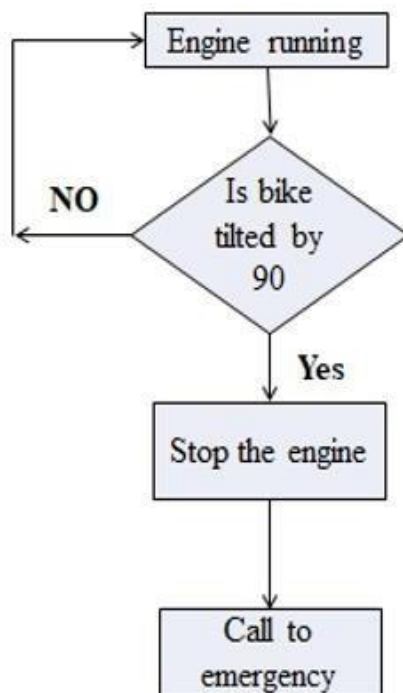 Engine running
NO
Is bike
tilted by
90
Yes
Stop the engine
Call to
emergency